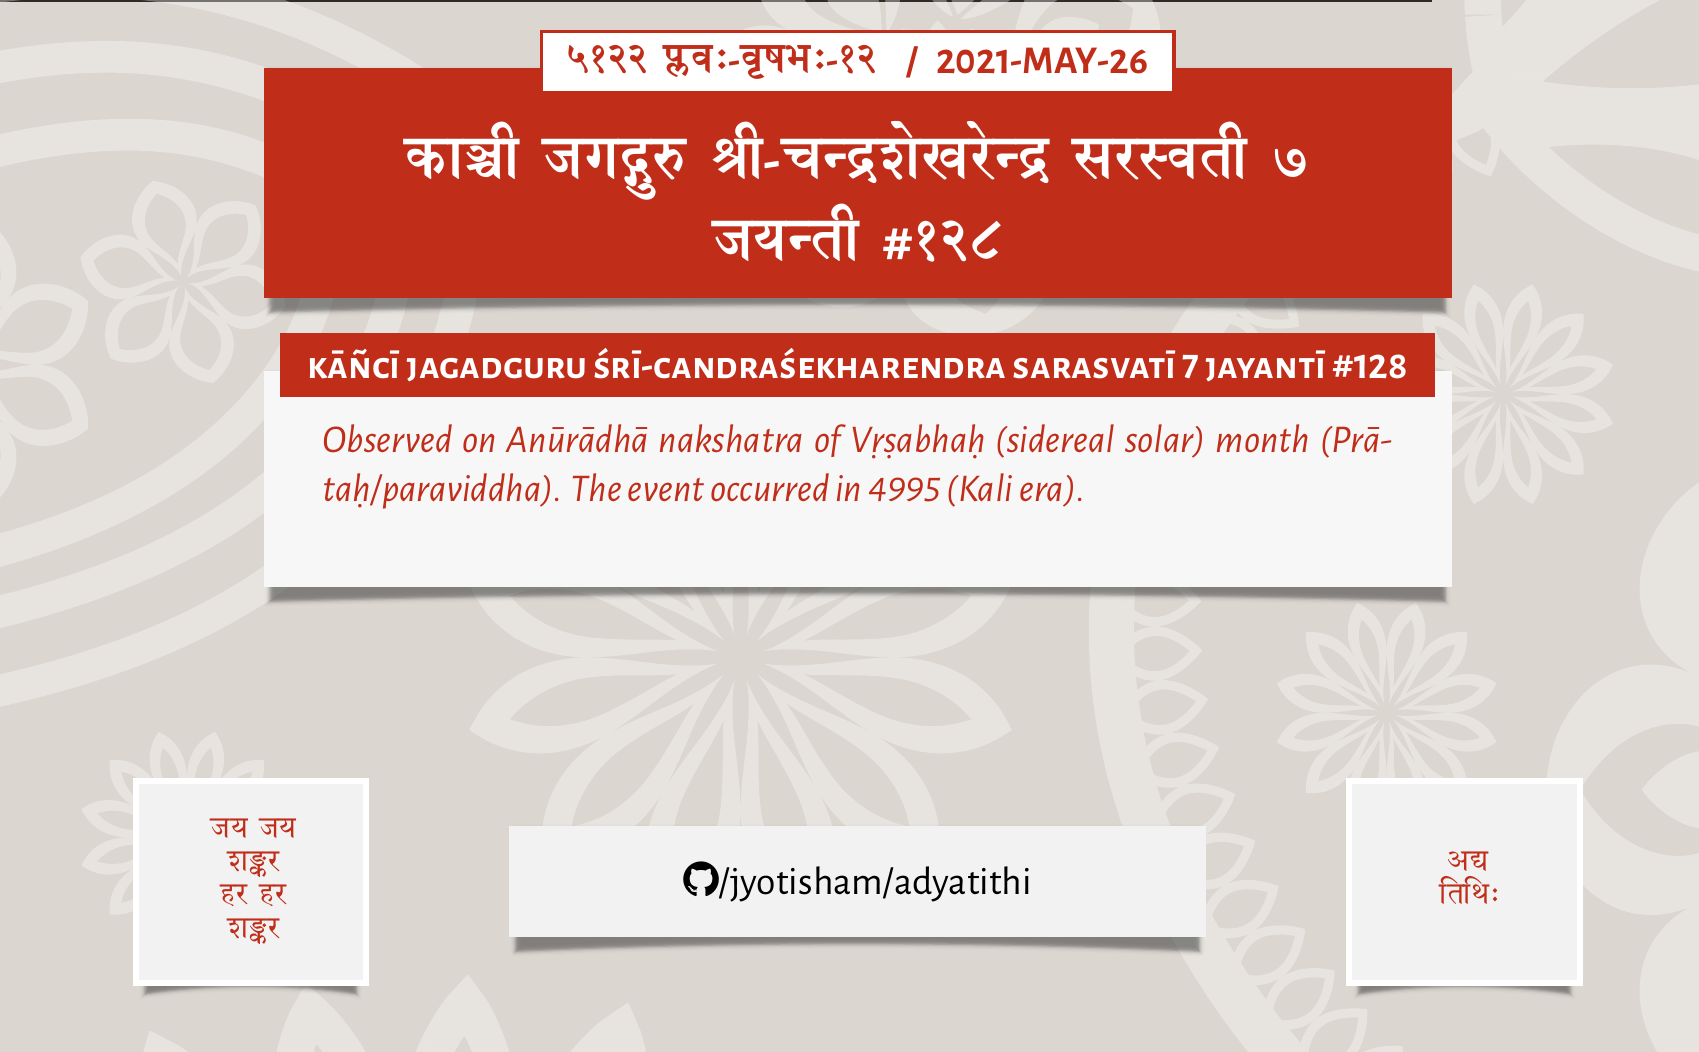 ५१२२ प्लवः-वृषभः-१२ / 2021-MAY-26
काञ्ची जगद्गुरु श्री-चन्द्रशेखरेन्द्र सरस्वती ७
जयन्ती #१२८
KĀÑCĪ JAGADGURU ŚRĪ-CANDRAŚEKHARENDRA SARASVATĪ 7 JAYANTĪ #128
Observed on Anūrādhā nakshatra of Vṛṣabhaḥ (sidereal solar) month (Prā-
taḥ/paraviddha). The event occurred in 4995 (Kali era).
जय जय
शङ्कर
हर हर
शङ्कर
/jyotisham/adyatithi
अद्य
तिथिः